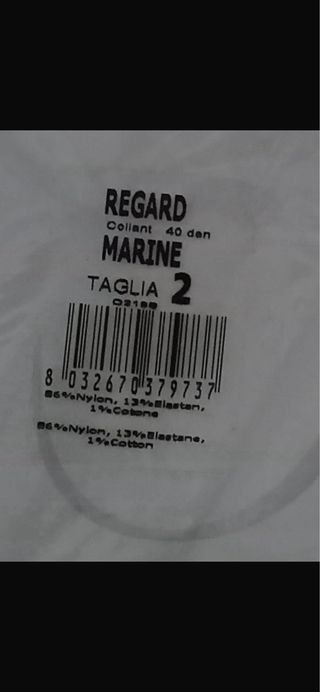 REGARD
Collant 40 den
MARINE
TAGLIA 2
8 032670 379737
86%Nylon, 13%Elastan,
1%Cotone
86%Nylon, 13%Elastane,
1%Cotton